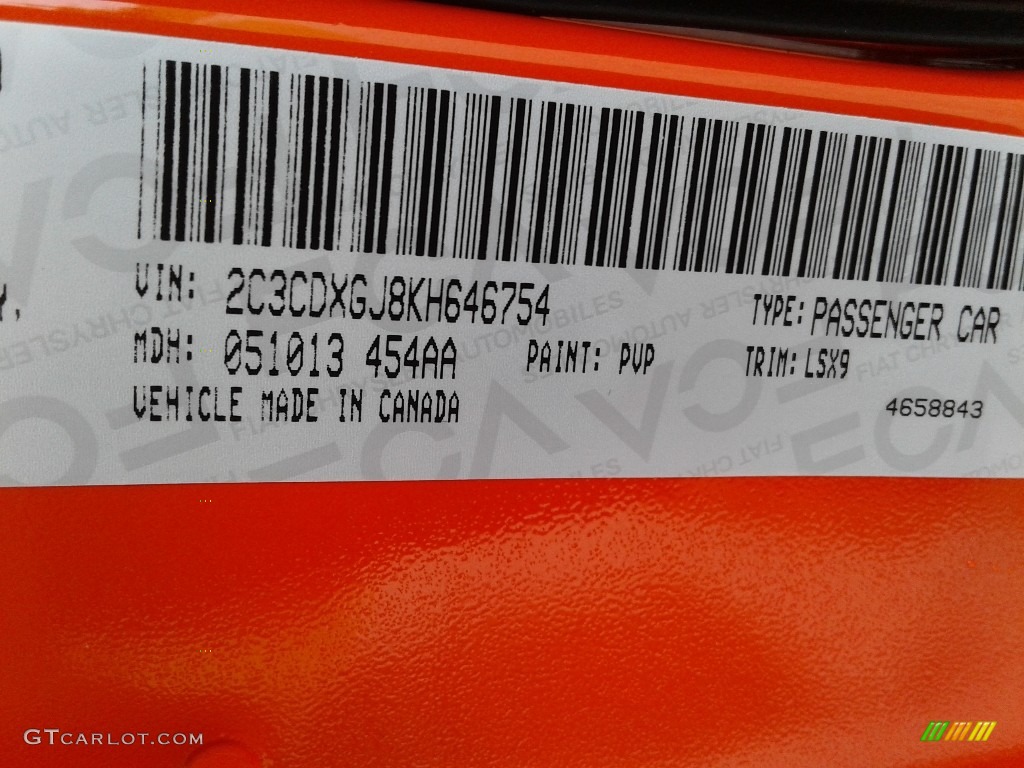 VIN: 2C3CDXGJ8KH646754 TYPE: PASSENGER CAR
MDH: 051013 454AA PAINT: PVP TRIM: LSX9
VEHICLE MADE IN CANADA 4658843
GTCARLOT.COM